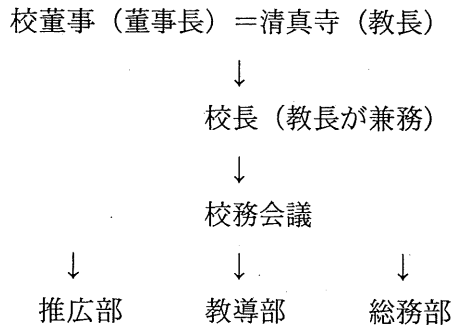 校董事（董事長）＝清真寺（教長）
↓
校長（教長が兼務）
↓
校務会議
↓ ↓ ↓
推広部 教導部 総務部